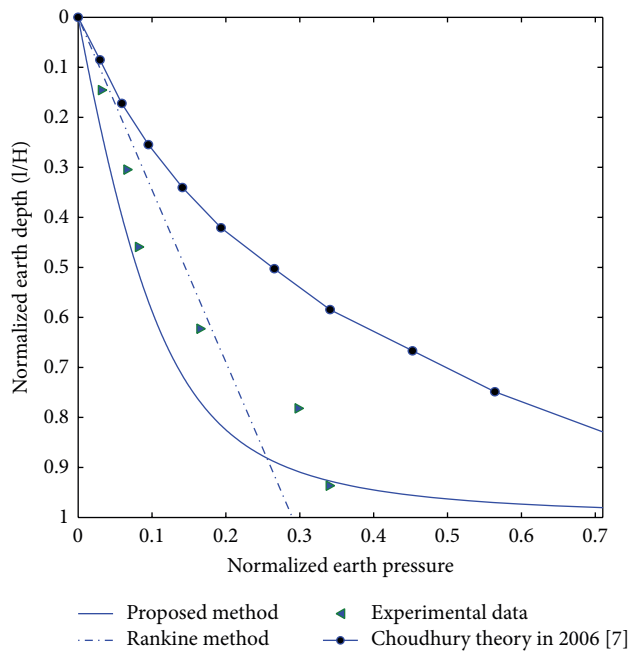 0
0.1
0.2
0.3
0.4
0.5
0.6
0.7
0.8
0.9
1
Normalized earth depth (l/H)
0 0.1 0.2 0.3 0.4 0.5 0.6 0.7
Normalized earth pressure
Proposed method
Experimental data
Rankine method
Choudhury theory in 2006 [7]